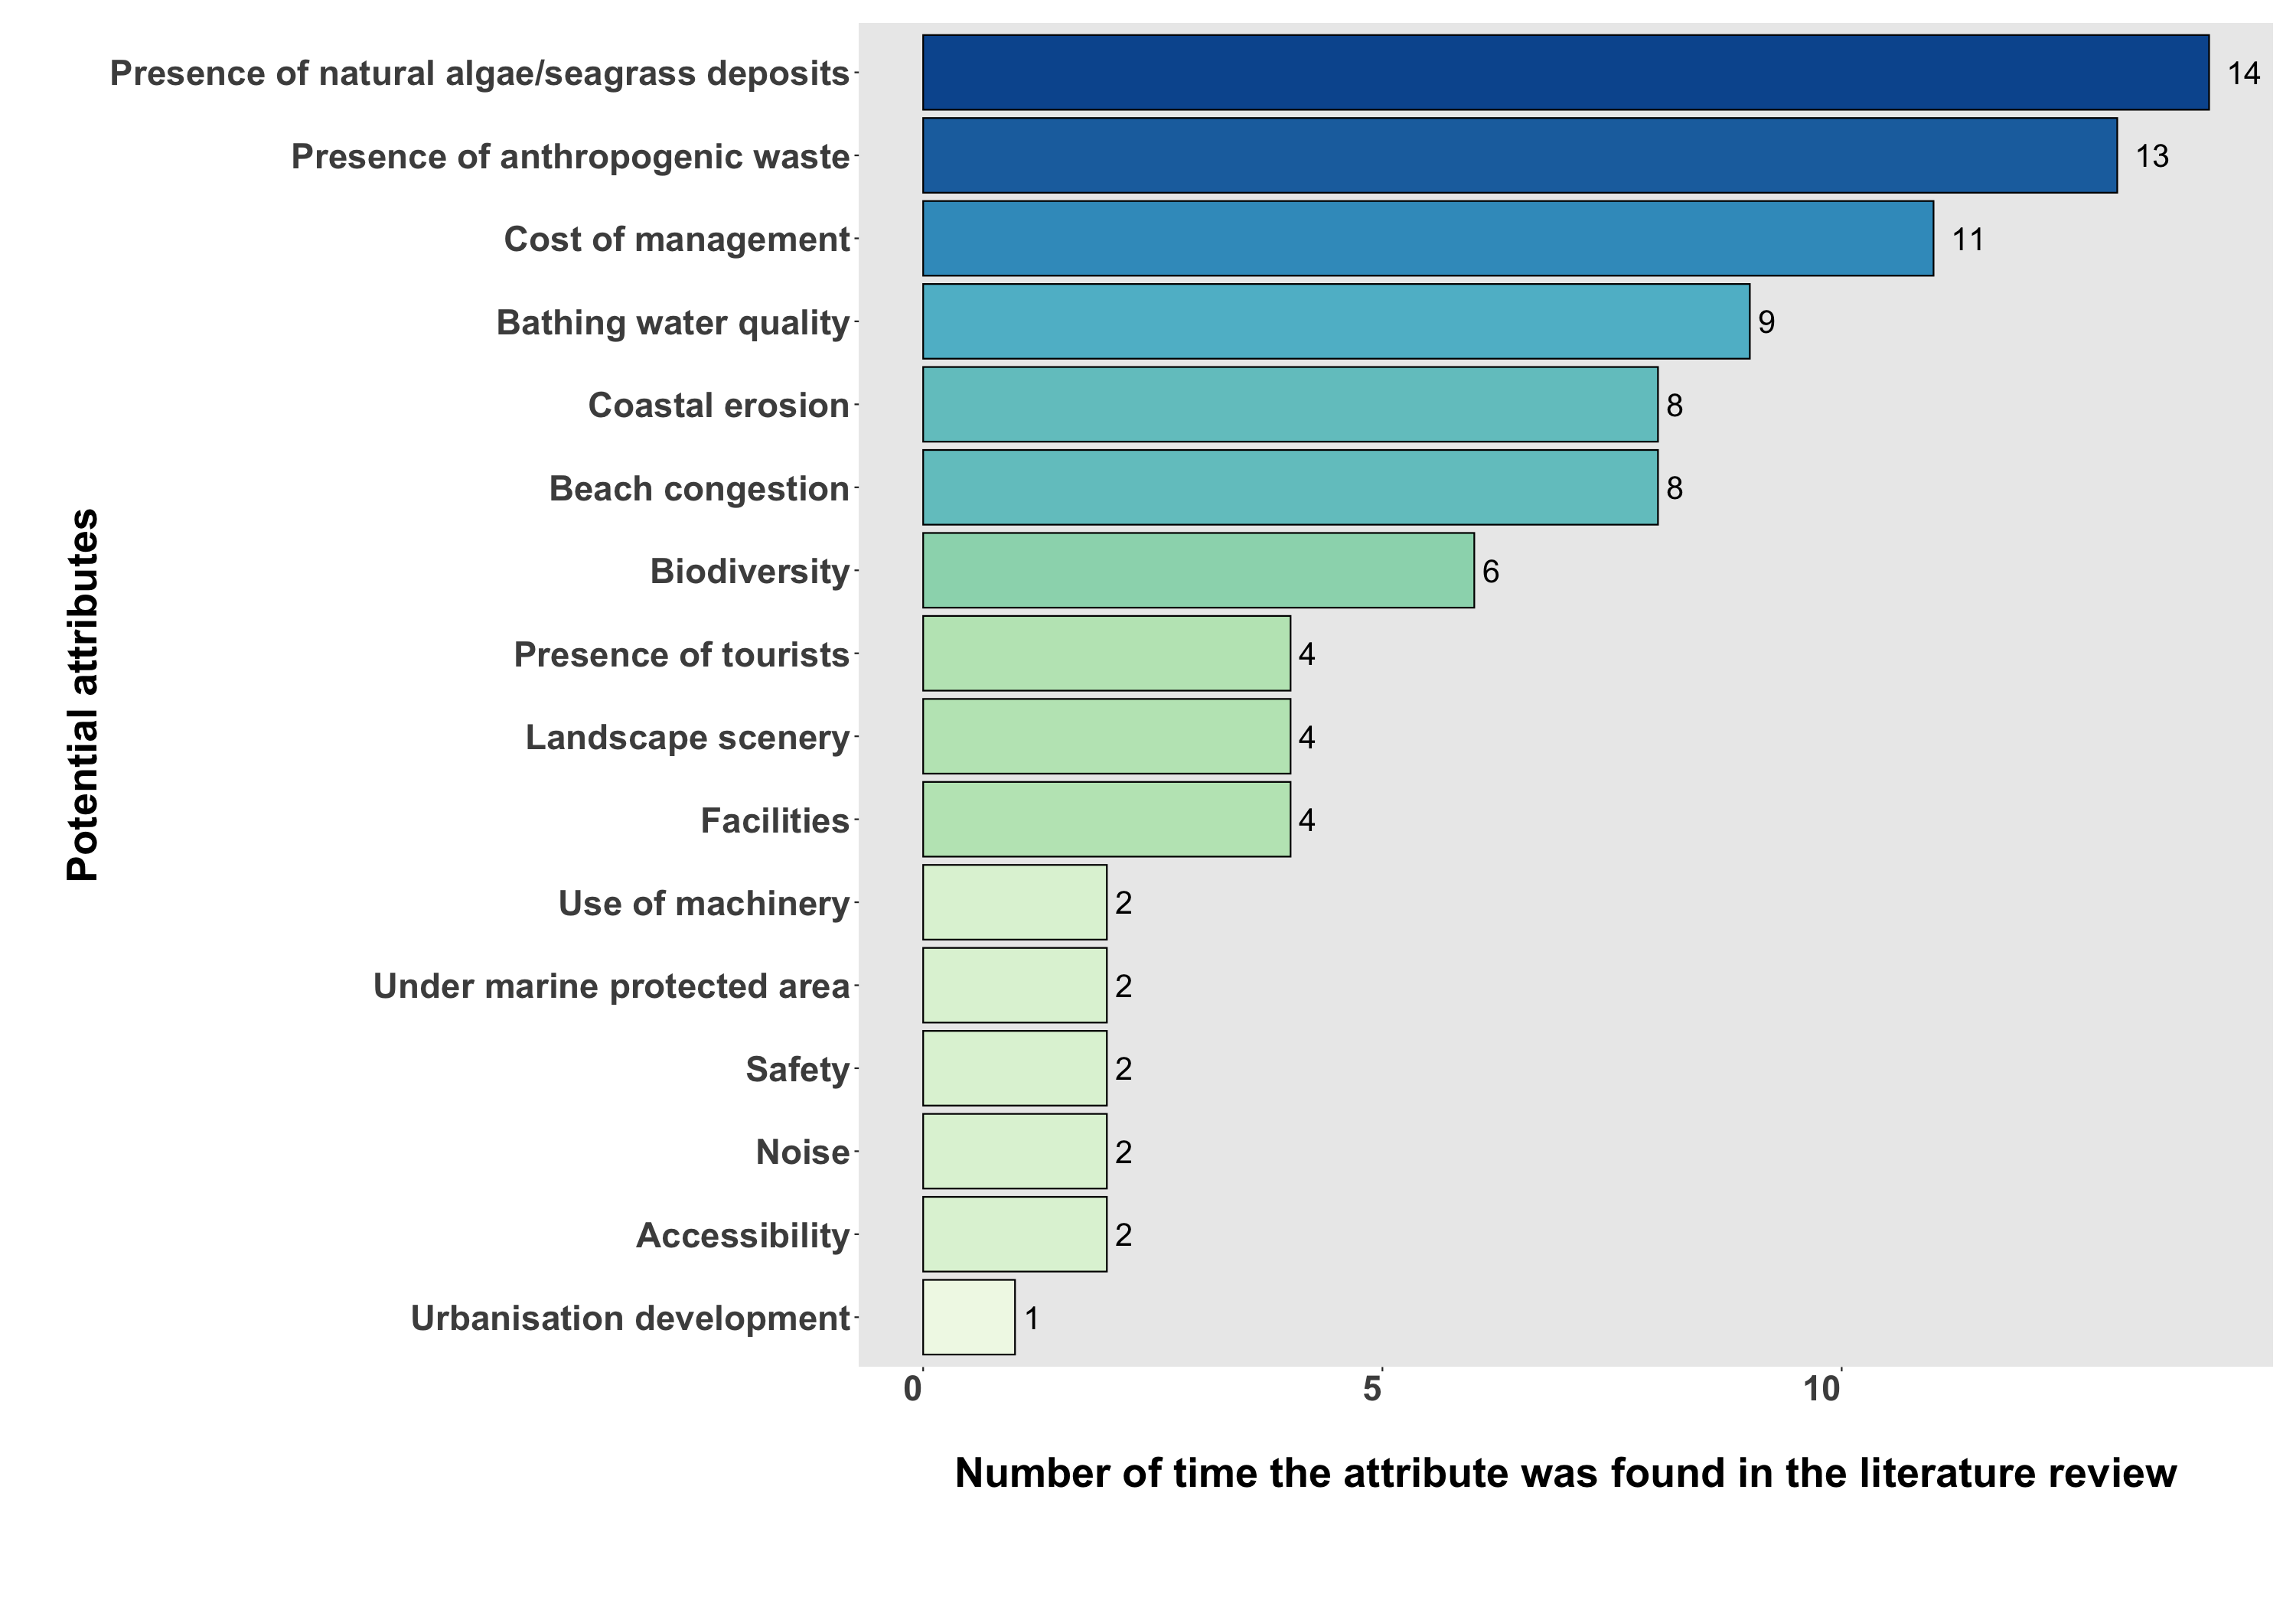 Presence of natural algae/seagrass deposits 14
Presence of anthropogenic waste 13
Cost of management 11
Bathing water quality 9
Coastal erosion 8
Beach congestion 8
Biodiversity 6
Presence of tourists 4
Landscape scenery 4
Facilities 4
Use of machinery 2
Under marine protected area 2
Safety 2
Noise 2
Accessibility 2
Urbanisation development 1
Potential attributes
0 5 10
Number of time the attribute was found in the literature review